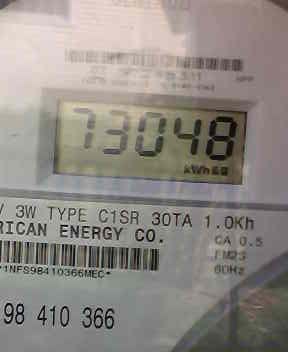 73048
kWh
/ 3W TYPE C1SR 30TA 1.0Kh
RICAN ENERGY CO.
CA 0.5
FM2S
60Hz
*1NFS98410366MEC*
98 410 366